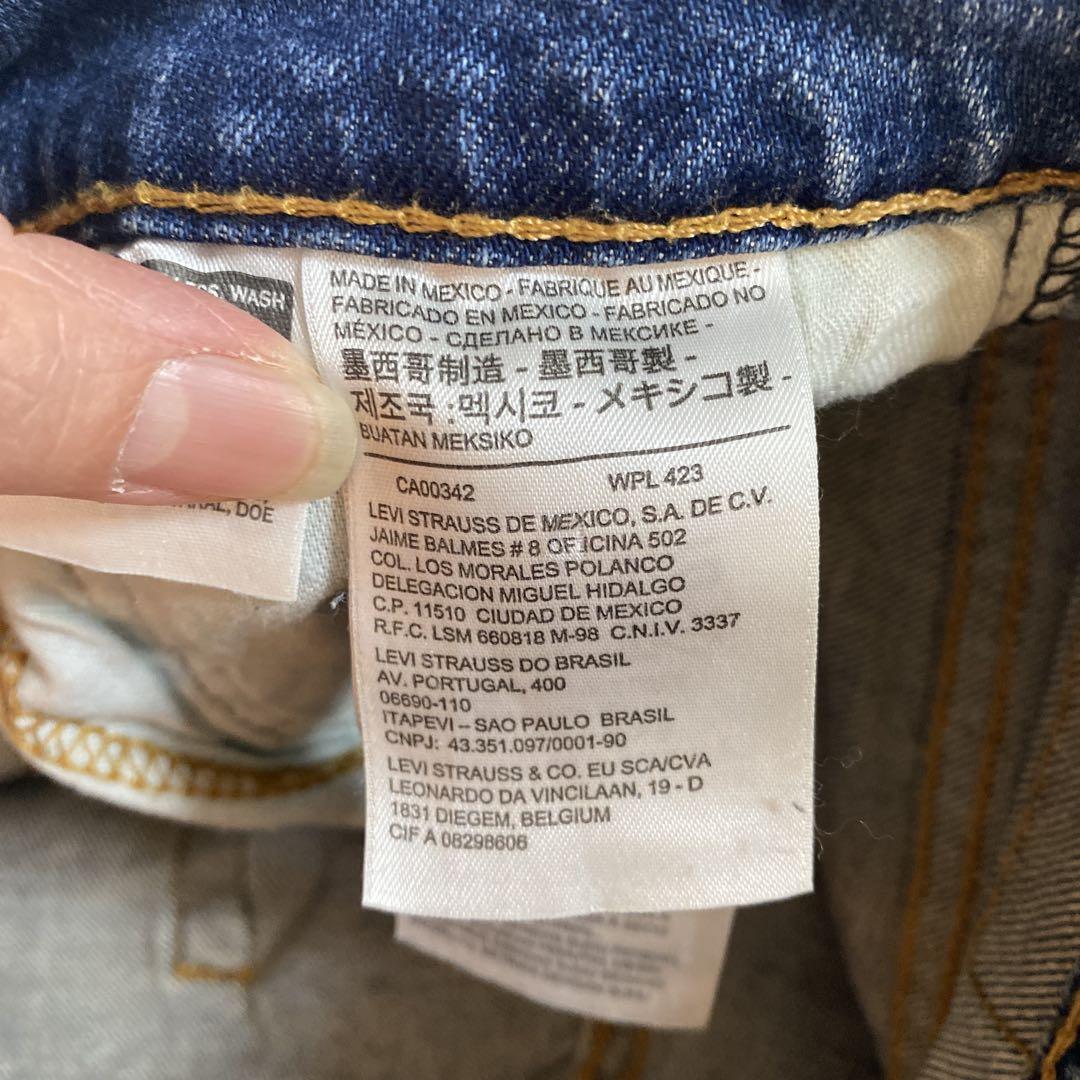 WASH
MADE IN MEXICO - FABRIQUE AU MEXIQUE -
FABRICADO EN MEXICO - FABRICADO NO
MÉXICO - СДЕЛАНО В МЕКСИКЕ -
墨西哥制造 - 墨西哥製 -
제조국 :멕시코 - メキシコ製 -
BUATAN MEKSIKO
CA00342 WPL 423
LEVI STRAUSS DE MEXICO, S.A. DE C.V.
JAIME BALMES # 8 OFICINA 502
COL. LOS MORALES POLANCO
DELEGACION MIGUEL HIDALGO
C.P. 11510 CIUDAD DE MEXICO
R.F.C. LSM 660818 M-98 C.N.I.V. 3337
LEVI STRAUSS DO BRASIL
AV. PORTUGAL, 400
06690-110
ITAPEVI – SAO PAULO BRASIL
CNPJ: 43.351.097/0001-90
LEVI STRAUSS & CO. EU SCA/CVA
LEONARDO DA VINCILAAN, 19 - D
1831 DIEGEM, BELGIUM
CIF A 08298606
DOE